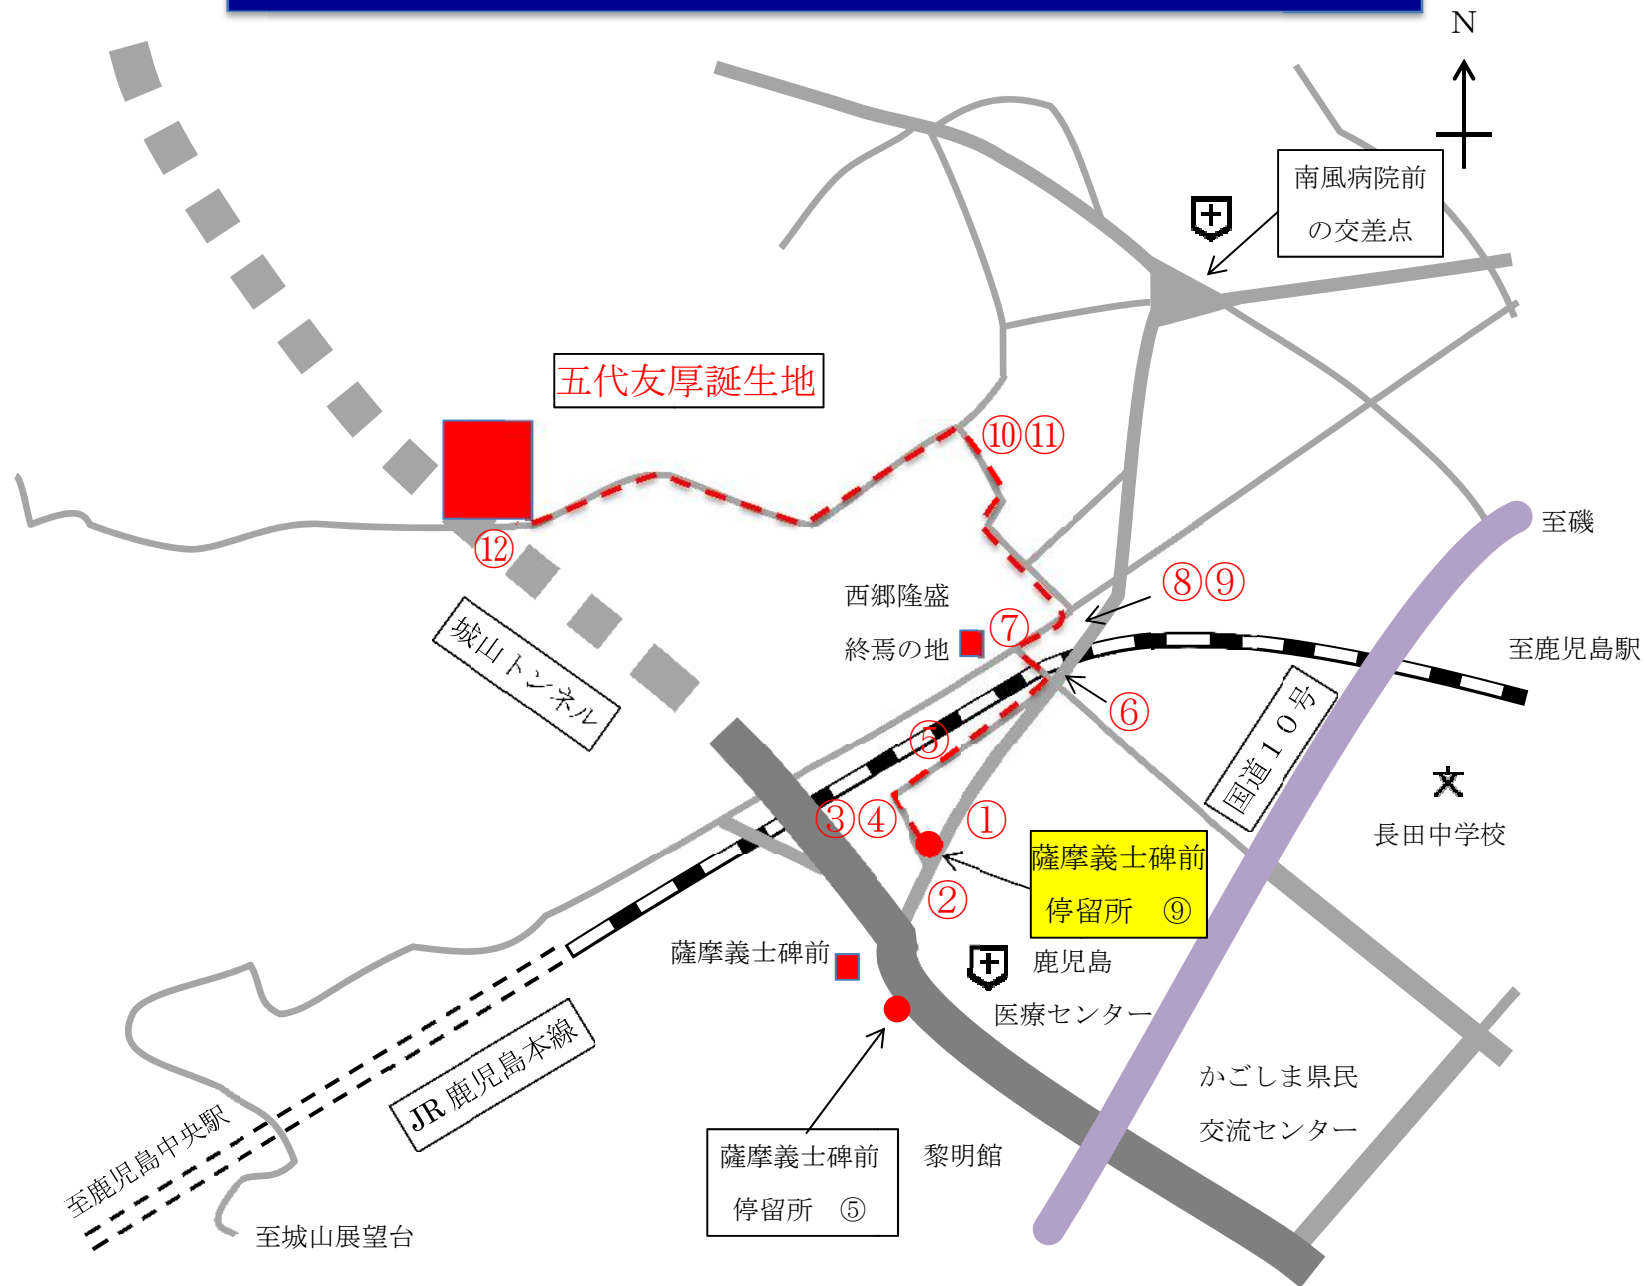 N
南風病院前
の交差点
五代友厚誕生地
⑩⑪
至磯
⑫
⑧⑨
西郷隆盛
終焉の地
⑦
城山トンネル
至鹿児島駅
⑥
⑤
国道10号
③④
①
長田中学校
薩摩義士碑前
停留所 ⑨
②
薩摩義士碑前
鹿児島
医療センター
JR鹿児島本線
かごしま県民
交流センター
至鹿児島中央駅
薩摩義士碑前
停留所 ⑤
黎明館
至城山展望台